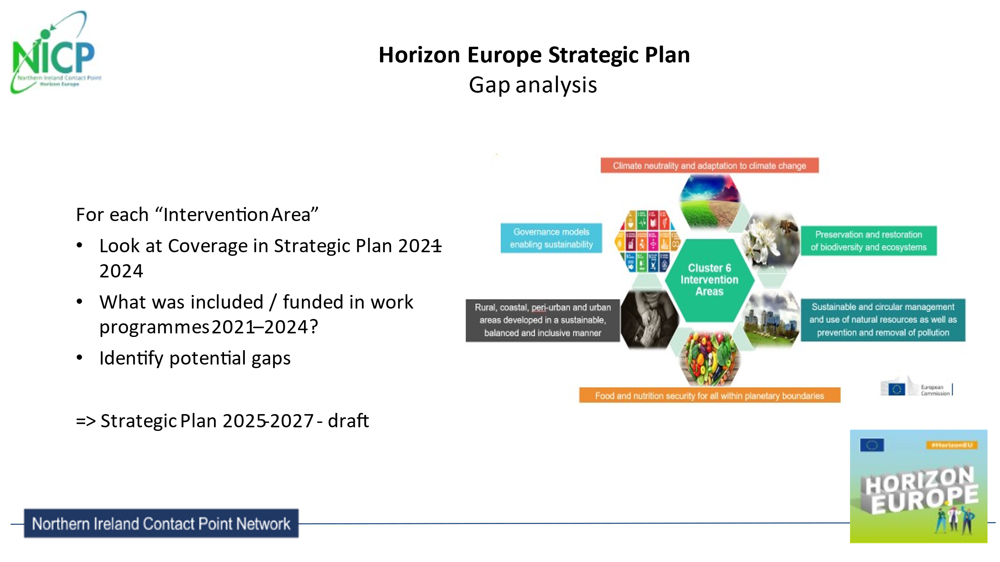 NiCP
Northern Ireland Contact Point
Horizon Europe
Horizon Europe Strategic Plan
Gap analysis
For each “Intervention Area”
• Look at Coverage in Strategic Plan 2021–
2024
• What was included / funded in work
programmes 2021–2024?
• Identify potential gaps
=> Strategic Plan 2025-2027 - draft
Climate neutrality and adaptation to climate change
Governance models
enabling sustainability
Preservation and restoration
of biodiversity and ecosystems
Cluster 6
Intervention
Areas
Rural, coastal, peri-urban and urban
areas developed in a sustainable,
balanced and inclusive manner
Sustainable and circular management
and use of natural resources as well as
prevention and removal of pollution
Food and nutrition security for all within planetary boundaries
European
Commission
#HorizonEU
HORIZON
EUROPE
Northern Ireland Contact Point Network